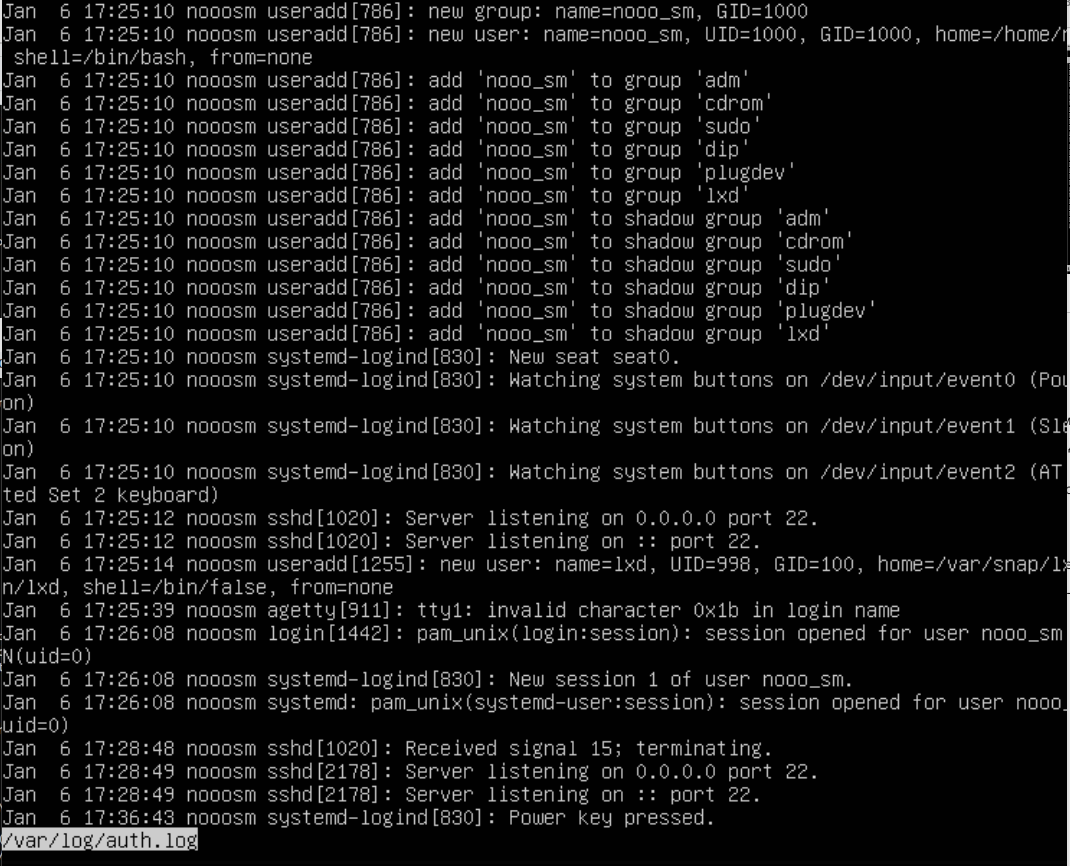 Jan  6 17:25:10 nooosm useradd[786]: new group: name=nooo_sm, GID=1000
Jan  6 17:25:10 nooosm useradd[786]: new user: name=nooo_sm, UID=1000, GID=1000, home=/home/
 shell=/bin/bash, from=none
Jan  6 17:25:10 nooosm useradd[786]: add 'nooo_sm' to group 'adm'
Jan  6 17:25:10 nooosm useradd[786]: add 'nooo_sm' to group 'cdrom'
Jan  6 17:25:10 nooosm useradd[786]: add 'nooo_sm' to group 'sudo'
Jan  6 17:25:10 nooosm useradd[786]: add 'nooo_sm' to group 'dip'
Jan  6 17:25:10 nooosm useradd[786]: add 'nooo_sm' to group 'plugdev'
Jan  6 17:25:10 nooosm useradd[786]: add 'nooo_sm' to group 'lxd'
Jan  6 17:25:10 nooosm useradd[786]: add 'nooo_sm' to shadow group 'adm'
Jan  6 17:25:10 nooosm useradd[786]: add 'nooo_sm' to shadow group 'cdrom'
Jan  6 17:25:10 nooosm useradd[786]: add 'nooo_sm' to shadow group 'sudo'
Jan  6 17:25:10 nooosm useradd[786]: add 'nooo_sm' to shadow group 'dip'
Jan  6 17:25:10 nooosm useradd[786]: add 'nooo_sm' to shadow group 'plugdev'
Jan  6 17:25:10 nooosm useradd[786]: add 'nooo_sm' to shadow group 'lxd'
Jan  6 17:25:10 nooosm systemd-logind[830]: New seat seat0.
Jan  6 17:25:10 nooosm systemd-logind[830]: Watching system buttons on /dev/input/event0 (Pow
on)
Jan  6 17:25:10 nooosm systemd-logind[830]: Watching system buttons on /dev/input/event1 (Sle
on)
Jan  6 17:25:10 nooosm systemd-logind[830]: Watching system buttons on /dev/input/event2 (AT
ted Set 2 keyboard)
Jan  6 17:25:12 nooosm sshd[1020]: Server listening on 0.0.0.0 port 22.
Jan  6 17:25:12 nooosm sshd[1020]: Server listening on :: port 22.
Jan  6 17:25:14 nooosm useradd[1255]: new user: name=lxd, UID=998, GID=100, home=/var/snap/lx
n/lxd, shell=/bin/false, from=none
Jan  6 17:25:39 nooosm agetty[911]: tty1: invalid character 0x1b in login name
Jan  6 17:26:08 nooosm login[1442]: pam_unix(login:session): session opened for user nooo_sm
N(uid=0)
Jan  6 17:26:08 nooosm systemd-logind[830]: New session 1 of user nooo_sm.
Jan  6 17:26:08 nooosm systemd: pam_unix(systemd-user:session): session opened for user nooo_
uid=0)
Jan  6 17:28:48 nooosm sshd[1020]: Received signal 15; terminating.
Jan  6 17:28:49 nooosm sshd[2178]: Server listening on 0.0.0.0 port 22.
Jan  6 17:28:49 nooosm sshd[2178]: Server listening on :: port 22.
Jan  6 17:36:43 nooosm systemd-logind[830]: Power key pressed.
/var/log/auth.log